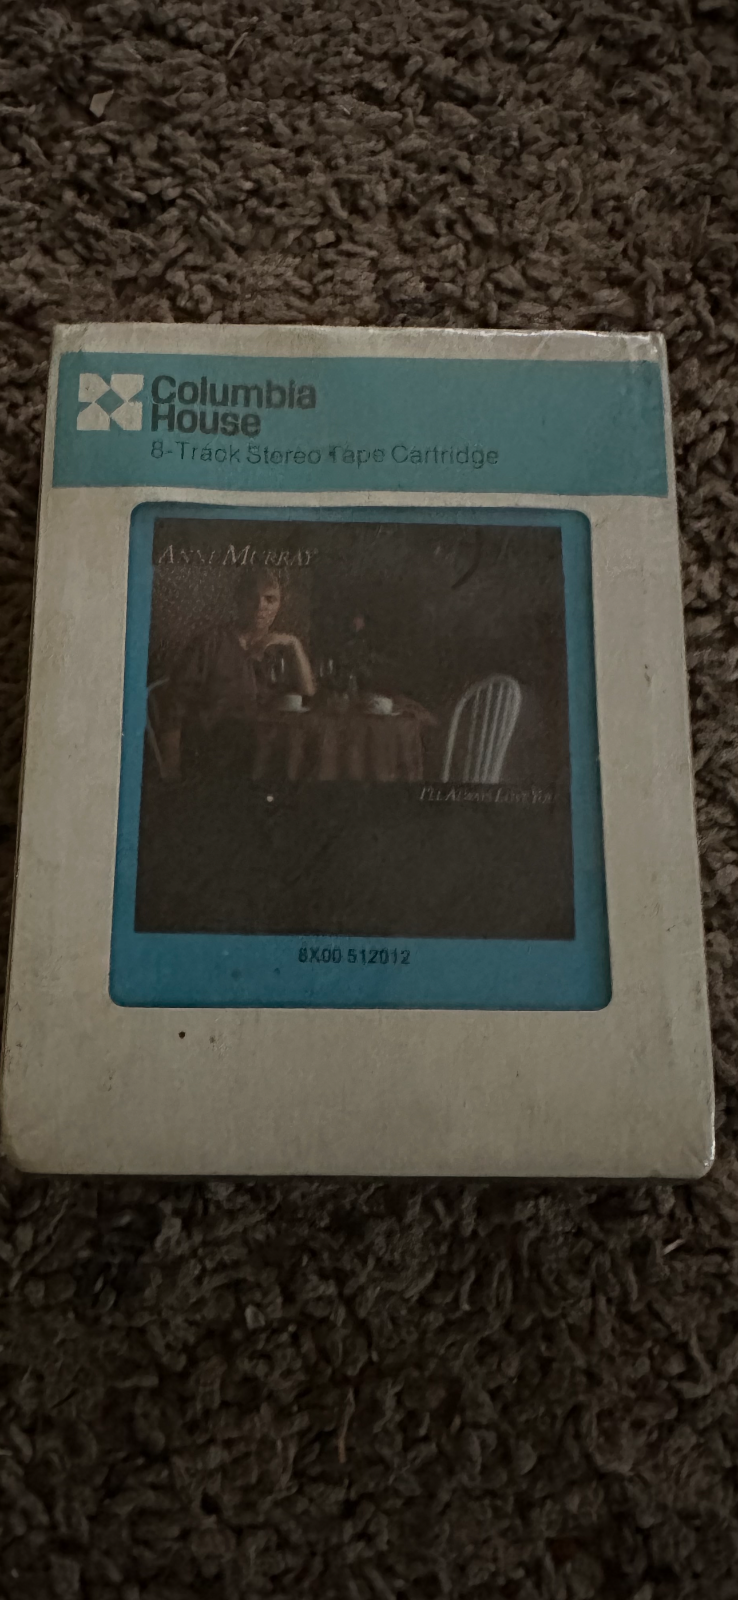 Columbia
House
8-Track Stereo Tape Cartridge
ANNE MURRAY
I'LL ALWAYS LOVE YOU
8X00 512012